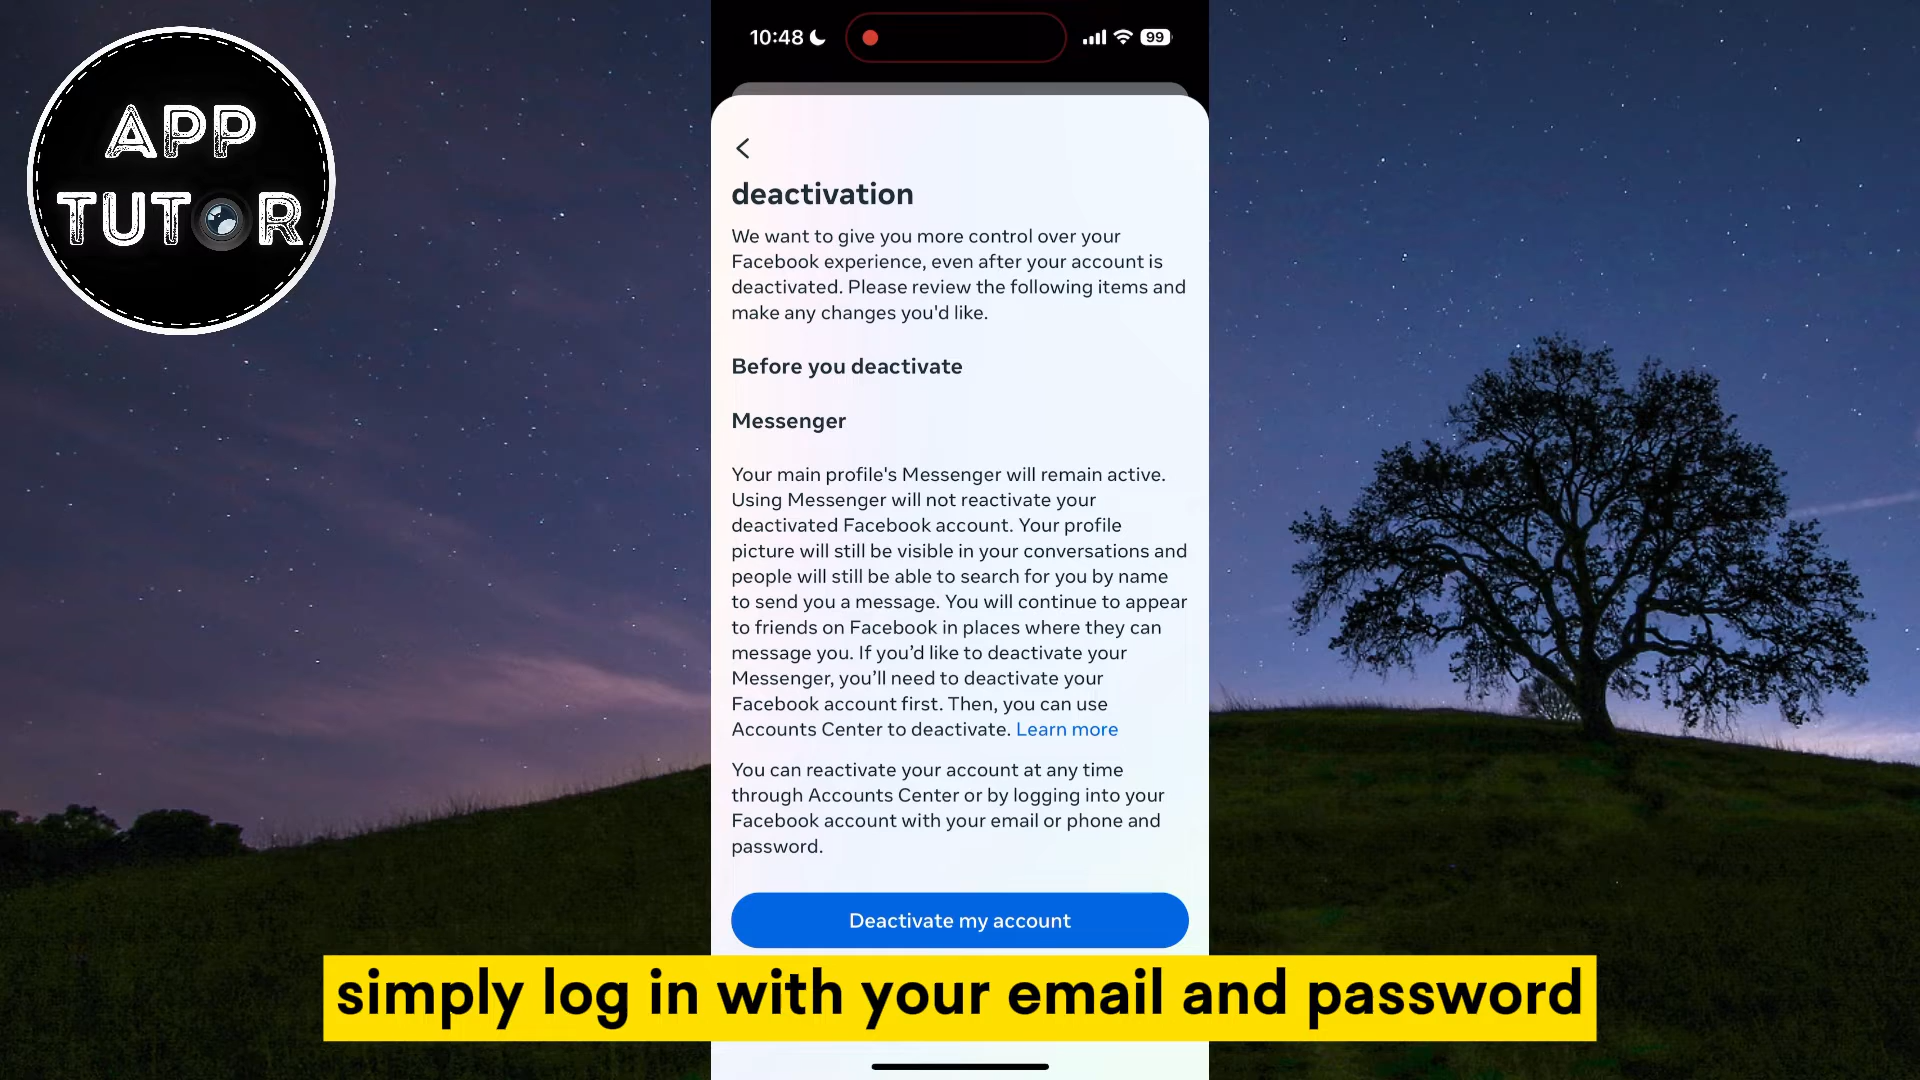 APP
TUTOR
10:48
99
deactivation
We want to give you more control over your
Facebook experience, even after your account is
deactivated. Please review the following items and
make any changes you'd like.
Before you deactivate
Messenger
Your main profile's Messenger will remain active.
Using Messenger will not reactivate your
deactivated Facebook account. Your profile
picture will still be visible in your conversations and
people will still be able to search for you by name
to send you a message. You will continue to appear
to friends on Facebook in places where they can
message you. If you’d like to deactivate your
Messenger, you’ll need to deactivate your
Facebook account first. Then, you can use
Accounts Center to deactivate. Learn more
You can reactivate your account at any time
through Accounts Center or by logging into your
Facebook account with your email or phone and
password.
Deactivate my account
simply log in with your email and password